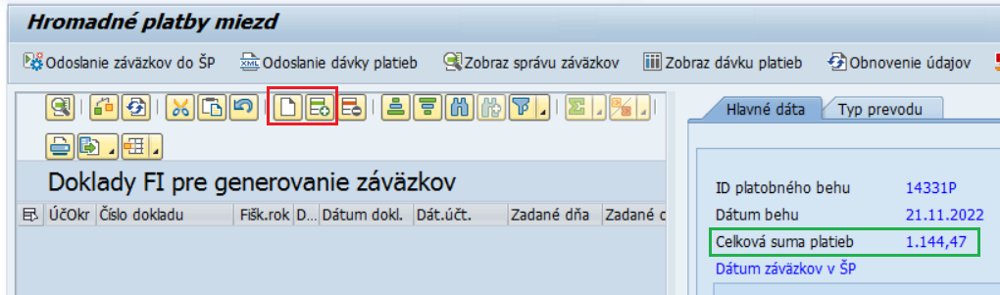 Hromadné platby miezd
Odoslanie záväzkov do ŠP XML Odoslanie dávky platieb Zobraz správu záväzkov Zobraz dávku platieb Obnovenie údajov
Hlavné dáta Typ prevodu
Doklady FI pre generovanie záväzkov
ÚčOkr Číslo dokladu Fišk.rok D... Dátum dokl. Dát.účt. Zadané dňa Zadané
ID platobného behu 14331P
Dátum behu 21.11.2022
Celková suma platieb 1.144,47
Dátum záväzkov v ŠP